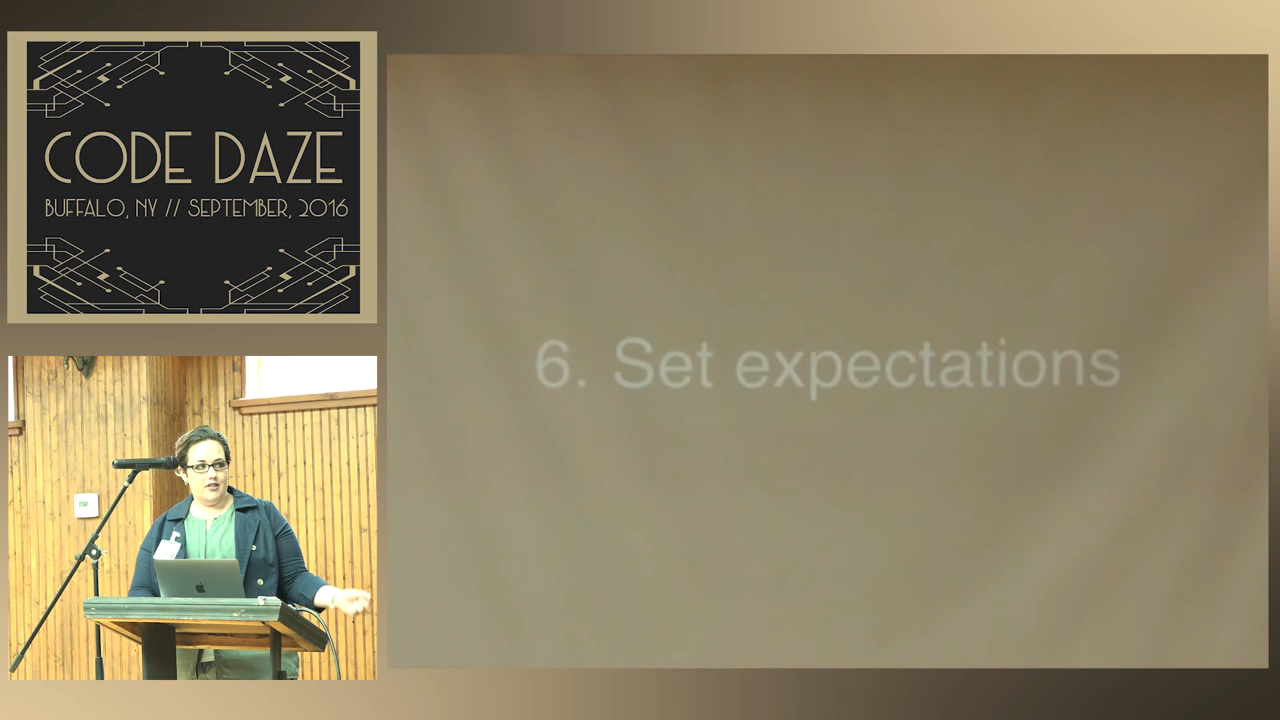 CODE DAZE
BUFFALO, NY // SEPTEMBER, 2016
6. Set expectations